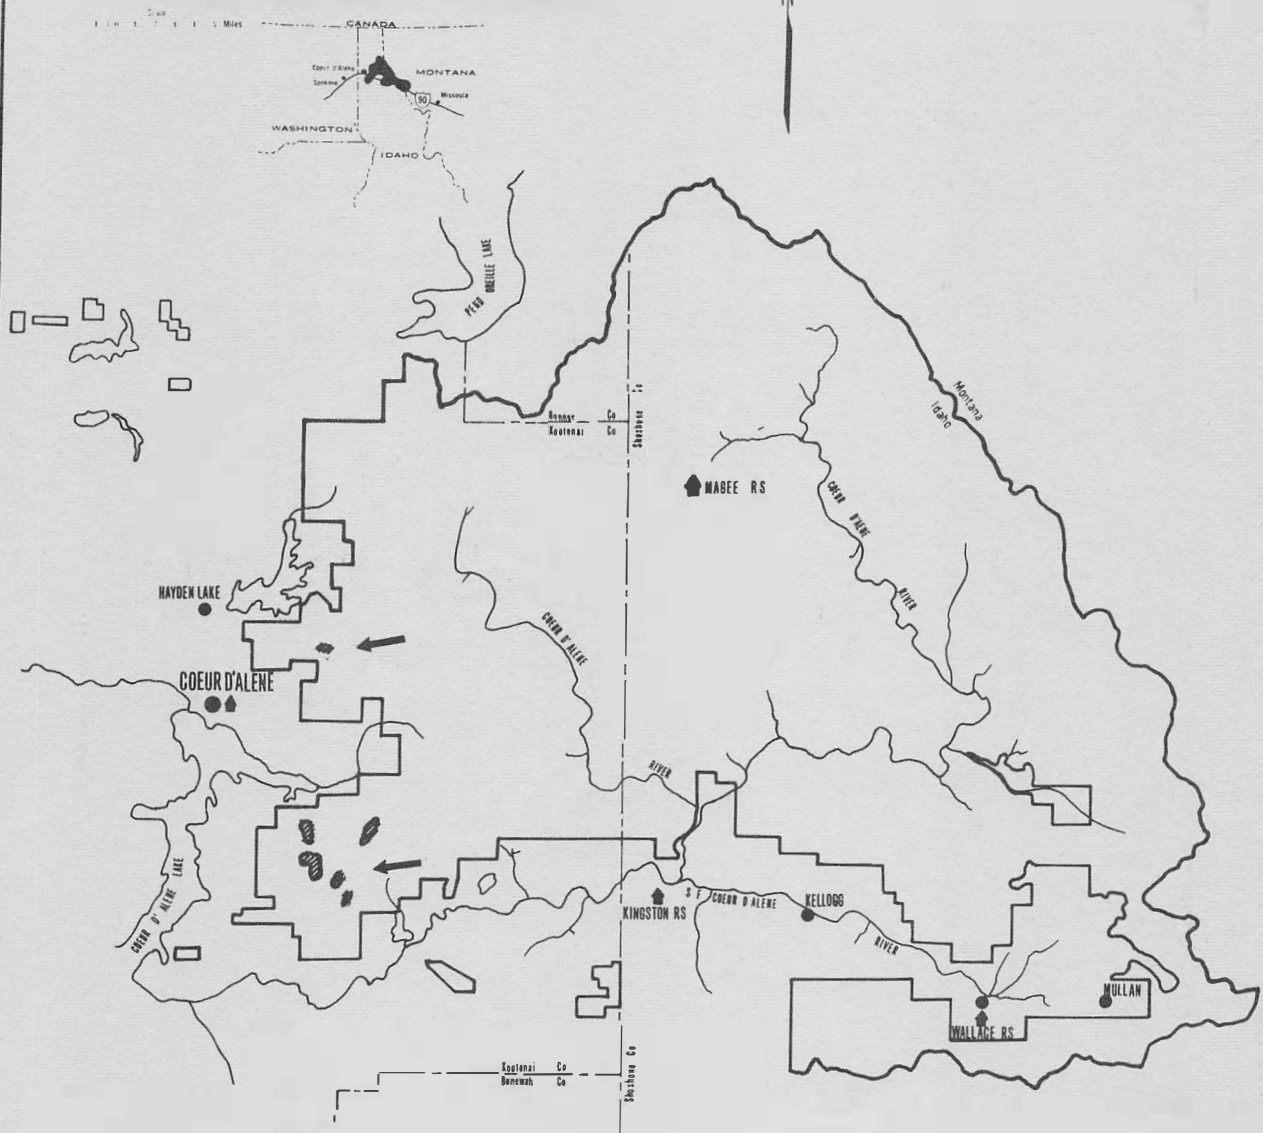 Scale
Miles
CANADA
Coeur d'Alene
MONTANA
Spokane
90
Missoula
WASHINGTON
IDAHO
PEND OREILLE LAKE
Montana
Idaho
Bonner Co
Kootenai Co
Shoshone Co
MAGEE RS
COEUR D'ALENE
RIVER
HAYDEN LAKE
COEUR D'ALENE
COEUR D'ALENE
RIVER
COEUR D' ALENE LAKE
KINGSTON RS
S F COEUR D ALENE
RIVER
KELLOGG
MULLAN
WALLACE RS
Kootenai Co
Benewah Co
Shoshone Co